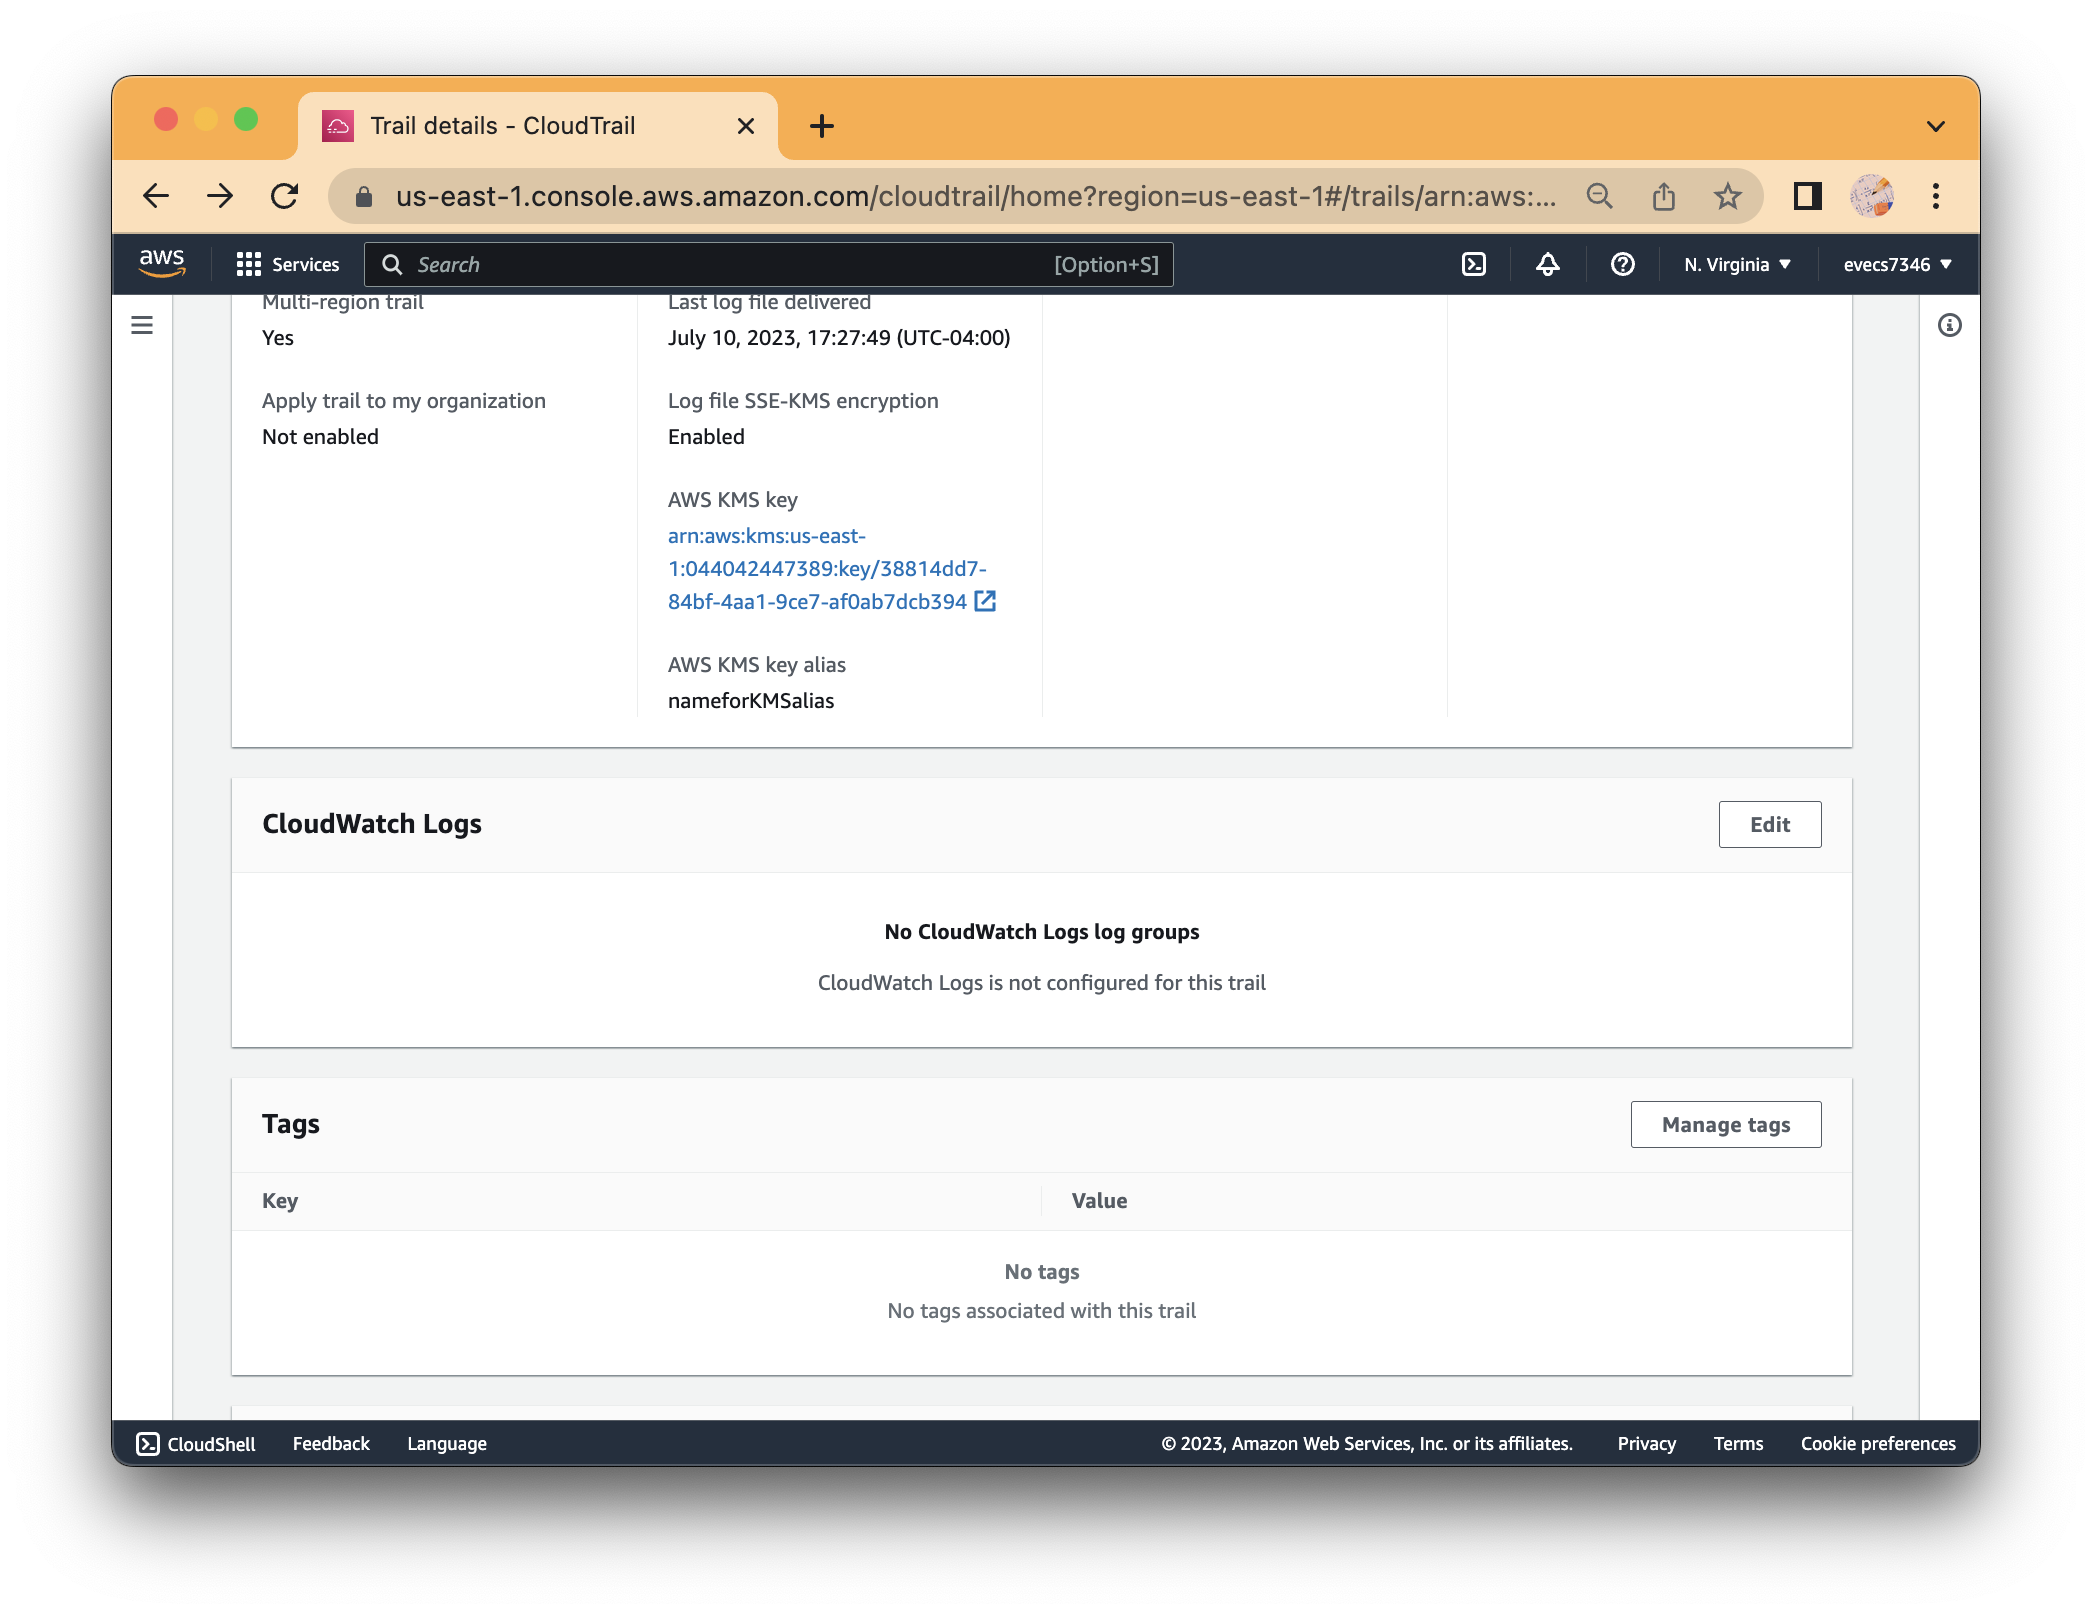 Trail details - CloudTrail
us-east-1.console.aws.amazon.com/cloudtrail/home?region=us-east-1#/trails/arn:aws:...
aws
Services
Search
[Option+S]
N. Virginia
evecs7346
Multi-region trail
Yes
Apply trail to my organization
Not enabled
Last log file delivered
July 10, 2023, 17:27:49 (UTC-04:00)
Log file SSE-KMS encryption
Enabled
AWS KMS key
arn:aws:kms:us-east-
1:044042447389:key/38814dd7-
84bf-4aa1-9ce7-af0ab7dcb394
AWS KMS key alias
nameforKMSalias
CloudWatch Logs
Edit
No CloudWatch Logs log groups
CloudWatch Logs is not configured for this trail
Tags
Manage tags
Key
Value
No tags
No tags associated with this trail
CloudShell
Feedback
Language
© 2023, Amazon Web Services, Inc. or its affiliates.
Privacy
Terms
Cookie preferences